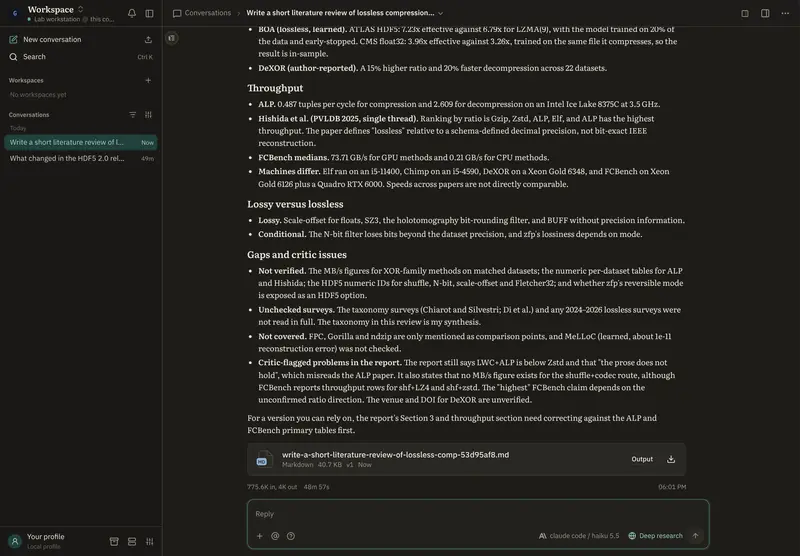 Workspace
Lab workstation @ this co...
New conversation
Search
Ctrl K
Workspaces
No workspaces yet
Conversations
Today
Write a short literature review of l...
Now
What changed in the HDF5 2.0 rel...
49m
Your profile
Local profile
Conversations
Write a short literature review of lossless compression...
BOA (lossless, learned). ATLAS HDF5: 7.23x effective against 6.79x for LZMA(9), with the model trained on 20% of
the data and early-stopped. CMS float32: 3.96x effective against 3.26x, trained on the same file it compresses, so
the result is in-sample.
• DeXOR (author-reported). A 15% higher ratio and 20% faster decompression across 22 datasets.
Throughput
• ALP. 0.487 tuples per cycle for compression and 2.609 for decompression on an Intel Ice Lake 8375C at 3.5 GHz.
• Hishida et al. (PVLDB 2025, single thread). Ranking by ratio is Gzip, Zstd, ALP, Elf, and ALP has the highest
throughput. The paper defines "lossless" relative to a schema-defined decimal precision, not bit-exact IEEE
reconstruction.
• FCBench medians. 73.71 GB/s for GPU methods and 0.21 GB/s for CPU methods.
• Machines differ. Elf ran on an i5-11400, Chimp on an i5-4590, DeXOR on a Xeon Gold 6348, and FCBench on Xeon
Gold 6126 plus a Quadro RTX 6000. Speeds across papers are not directly comparable.
Lossy versus lossless
• Lossy. Scale-offset for floats, SZ3, the holotomography bit-rounding filter, and BUFF without precision information.
• Conditional. The N-bit filter loses bits beyond the dataset precision, and zfp's lossiness depends on mode.
Gaps and critic issues
• Not verified. The MB/s figures for XOR-family methods on matched datasets; the numeric per-dataset tables for ALP
and Hishida; the HDF5 numeric IDs for shuffle, N-bit, scale-offset and Fletcher32; and whether zfp's reversible mode
is exposed as an HDF5 option.
• Unchecked surveys. The taxonomy surveys (Chiarot and Silvestri; Di et al.) and any 2024–2026 lossless surveys were
not read in full. The taxonomy in this review is my synthesis.
• Not covered. FPC, Gorilla and ndzip are only mentioned as comparison points, and MeLLoC (learned, about 1e-11
reconstruction error) was not checked.
• Critic-flagged problems in the report. The report still says LWC+ALP is below Zstd and that "the prose does not
hold", which misreads the ALP paper. It also states that no MB/s figure exists for the shuffle+codec route, although
FCBench reports throughput rows for shf+LZ4 and shf+zstd. The "highest" FCBench claim depends on the
unconfirmed ratio direction. The venue and DOI for DeXOR are unverified.
For a version you can rely on, the report's Section 3 and throughput section need correcting against the ALP and
FCBench primary tables first.
MD
write-a-short-literature-review-of-lossless-comp-53d95af8.md
Markdown 40.7 KB v1 Now
Output
775.6K in, 4K out 48m 57s
06:01 PM
Reply
claude code / haiku 5.5
Deep research